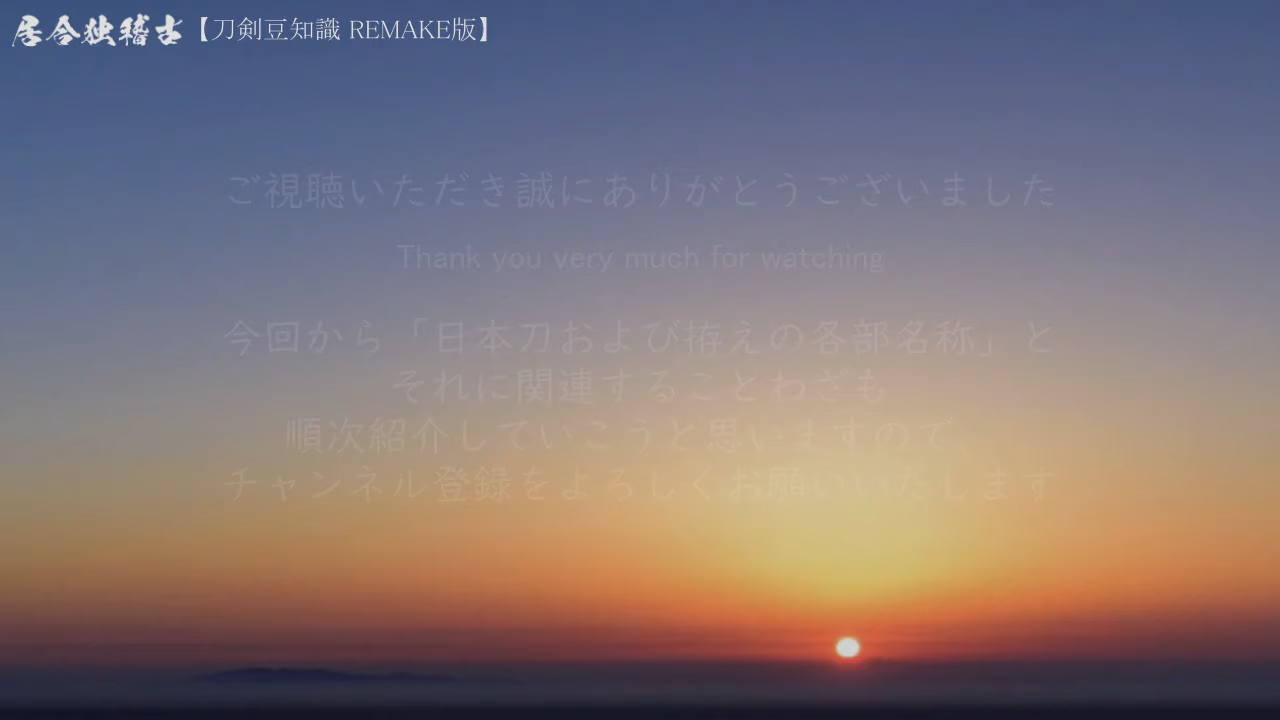 居合独稽古【刀剣豆知識 REMAKE版】
ご視聴いただき誠にありがとうございました
Thank you very much for watching
今回から「日本刀および拵えの各部名称」と
それに関連することわざも
順次紹介していこうと思いますので、
チャンネル登録をよろしくお願いいたします